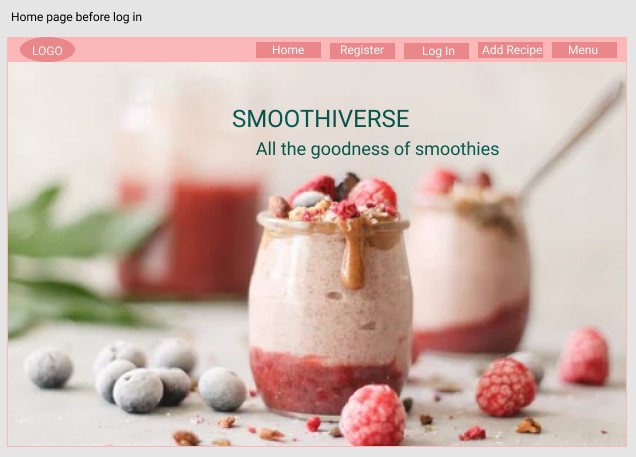 Home page before log in
LOGO
Home
Register
Log In
Add Recipe
Menu
SMOOTHIVERSE
All the goodness of smoothies